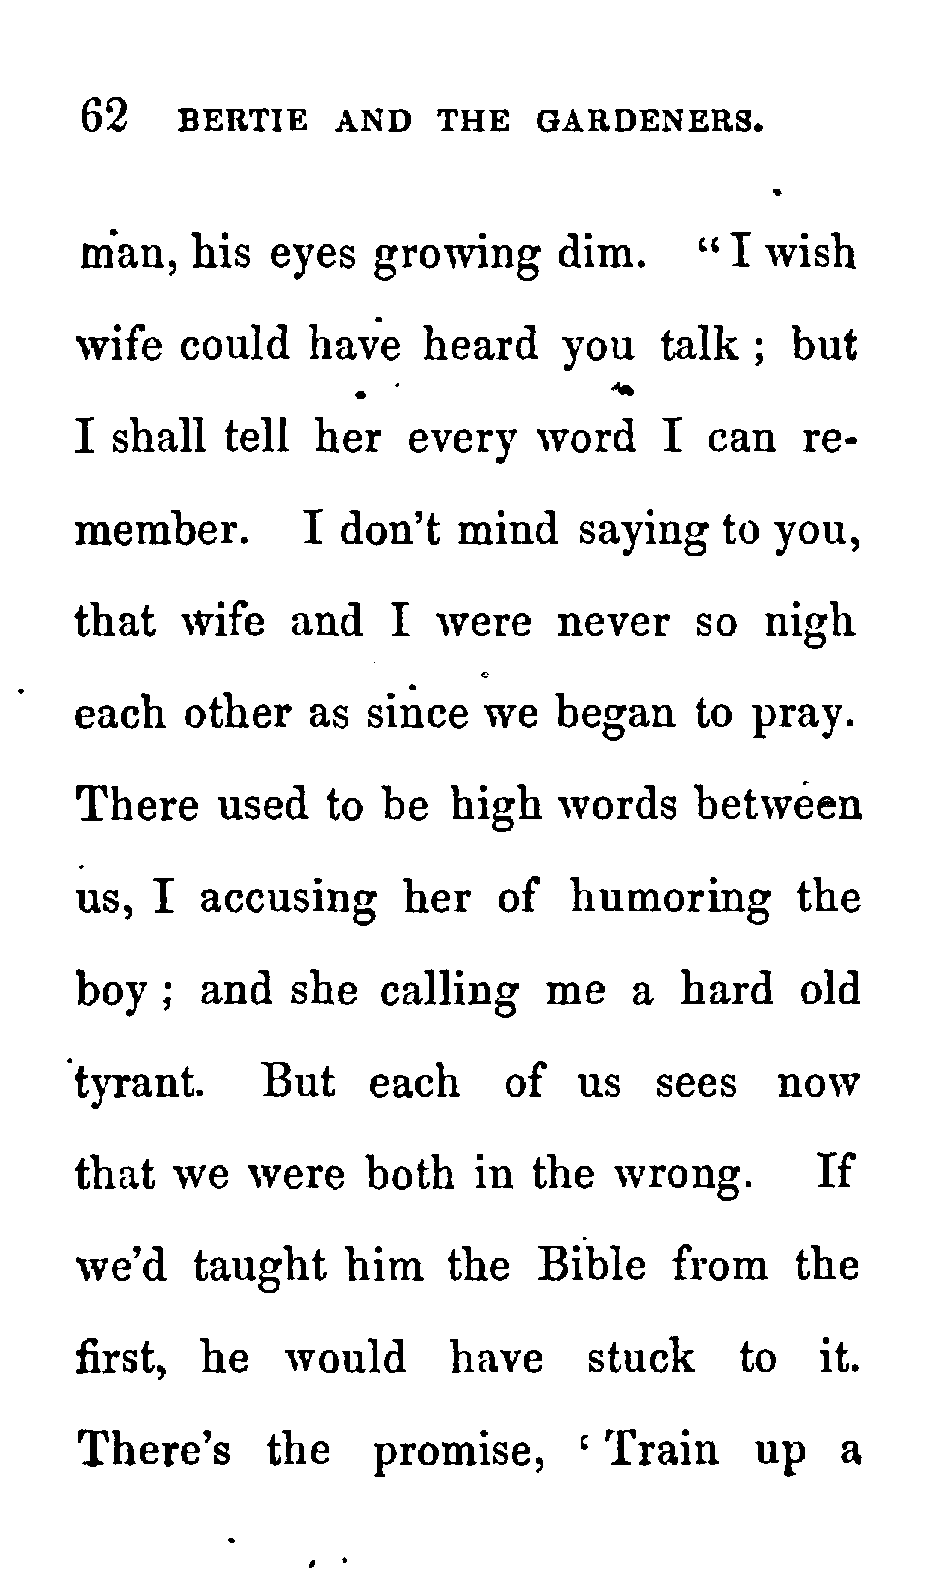 62 BERTIE AND THE GARDENERS.
man, his eyes growing dim. “I wish
wife could have heard you talk ; but
I shall tell her every word I can re-
member. I don’t mind saying to you,
that wife and I were never so nigh
each other as since we began to pray.
There used to be high words between
us, I accusing her of humoring the
boy ; and she calling me a hard old
tyrant. But each of us sees now
that we were both in the wrong. If
we’d taught him the Bible from the
first, he would have stuck to it.
There’s the promise, ‘ Train up a